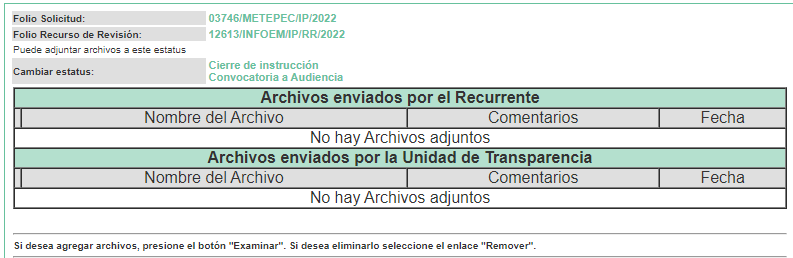 Folio Solicitud: 03746/METEPEC/IP/2022
Folio Recurso de Revisión: 12613/INFOEM/IP/RR/2022
Puede adjuntar archivos a este estatus
Cambiar estatus: Cierre de instrucción
Convocatoria a Audiencia
Archivos enviados por el Recurrente
Nombre del Archivo Comentarios Fecha
No hay Archivos adjuntos
Archivos enviados por la Unidad de Transparencia
Nombre del Archivo Comentarios Fecha
No hay Archivos adjuntos
Si desea agregar archivos, presione el botón "Examinar". Si desea eliminarlo seleccione el enlace "Remover".